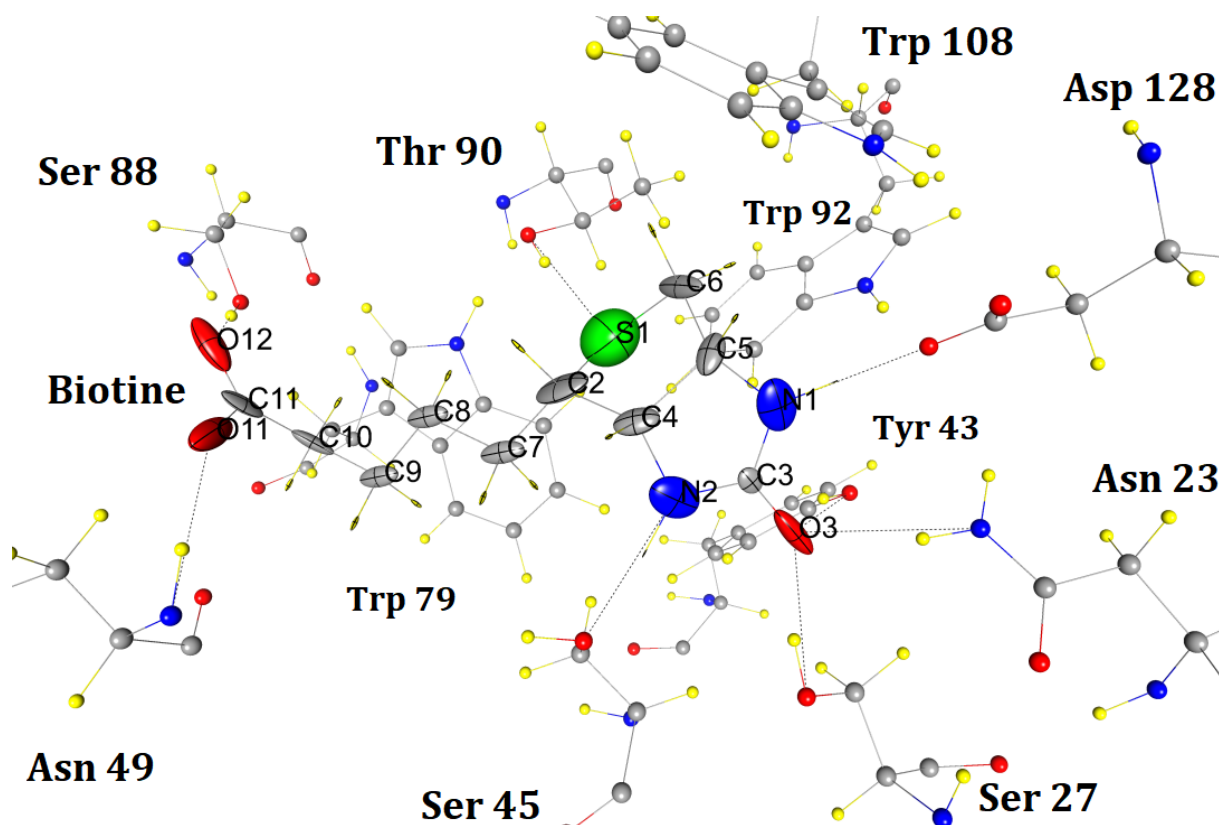 Trp 108
Asp 128
Thr 90
Ser 88
Trp 92
C6
S1
O12
C5
Biotine
C11
C2
N1
O11
C8
C4
C10
Tyr 43
C9
C7
C3
Asn 23
N2
O3
Trp 79
Asn 49
Ser 45
Ser 27